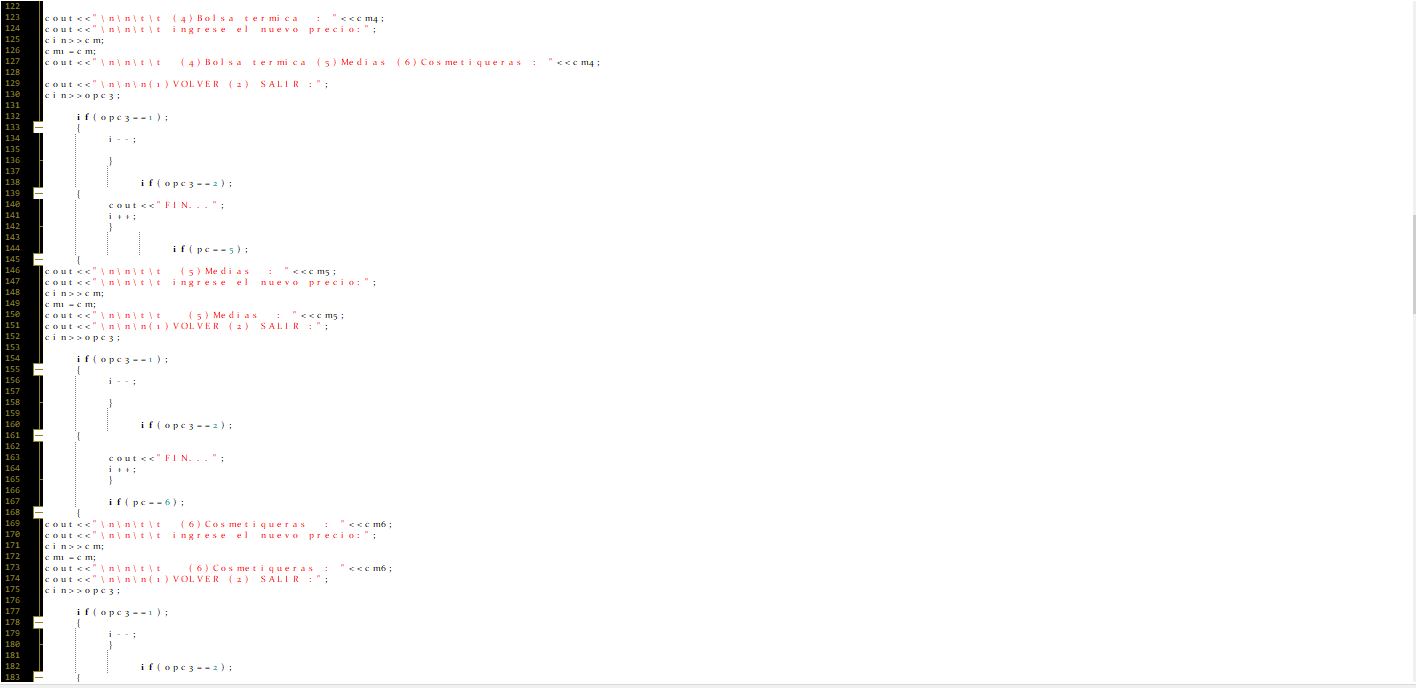 122
123 cout<<"\n\n\t\t (4)Bolsa termica : "<<cm4;
124 cout<<"\n\n\t\t ingrese el nuevo precio:";
125 cin>>cm;
126 cm1=cm;
127 cout<<"\n\n\t\t (4)Bolsa termica (5)Medias (6)Cosmetiqueras : "<<cm4;
128
129 cout<<"\n\n\n(1)VOLVER (2) SALIR :";
130 cin>>opc3;
131
132 if(opc3==1);
133 {
134 i--;
135
136 }
137
138 if(opc3==2);
139 {
140 cout<<"FIN...";
141 i++;
142 }
143
144 if(pc==5);
145 {
146 cout<<"\n\n\t\t (5)Medias : "<<cm5;
147 cout<<"\n\n\t\t ingrese el nuevo precio:";
148 cin>>cm;
149 cm1=cm;
150 cout<<"\n\n\t\t (5)Medias : "<<cm5;
151 cout<<"\n\n\n(1)VOLVER (2) SALIR :";
152 cin>>opc3;
153
154 if(opc3==1);
155 {
156 i--;
157
158 }
159
160 if(opc3==2);
161 {
162
163 cout<<"FIN...";
164 i++;
165 }
166
167 if(pc==6);
168 {
169 cout<<"\n\n\t\t (6)Cosmetiqueras : "<<cm6;
170 cout<<"\n\n\t\t ingrese el nuevo precio:";
171 cin>>cm;
172 cm1=cm;
173 cout<<"\n\n\t\t (6)Cosmetiqueras : "<<cm6;
174 cout<<"\n\n\n(1)VOLVER (2) SALIR :";
175 cin>>opc3;
176
177 if(opc3==1);
178 {
179 i--;
180 }
181
182 if(opc3==2);
183 {